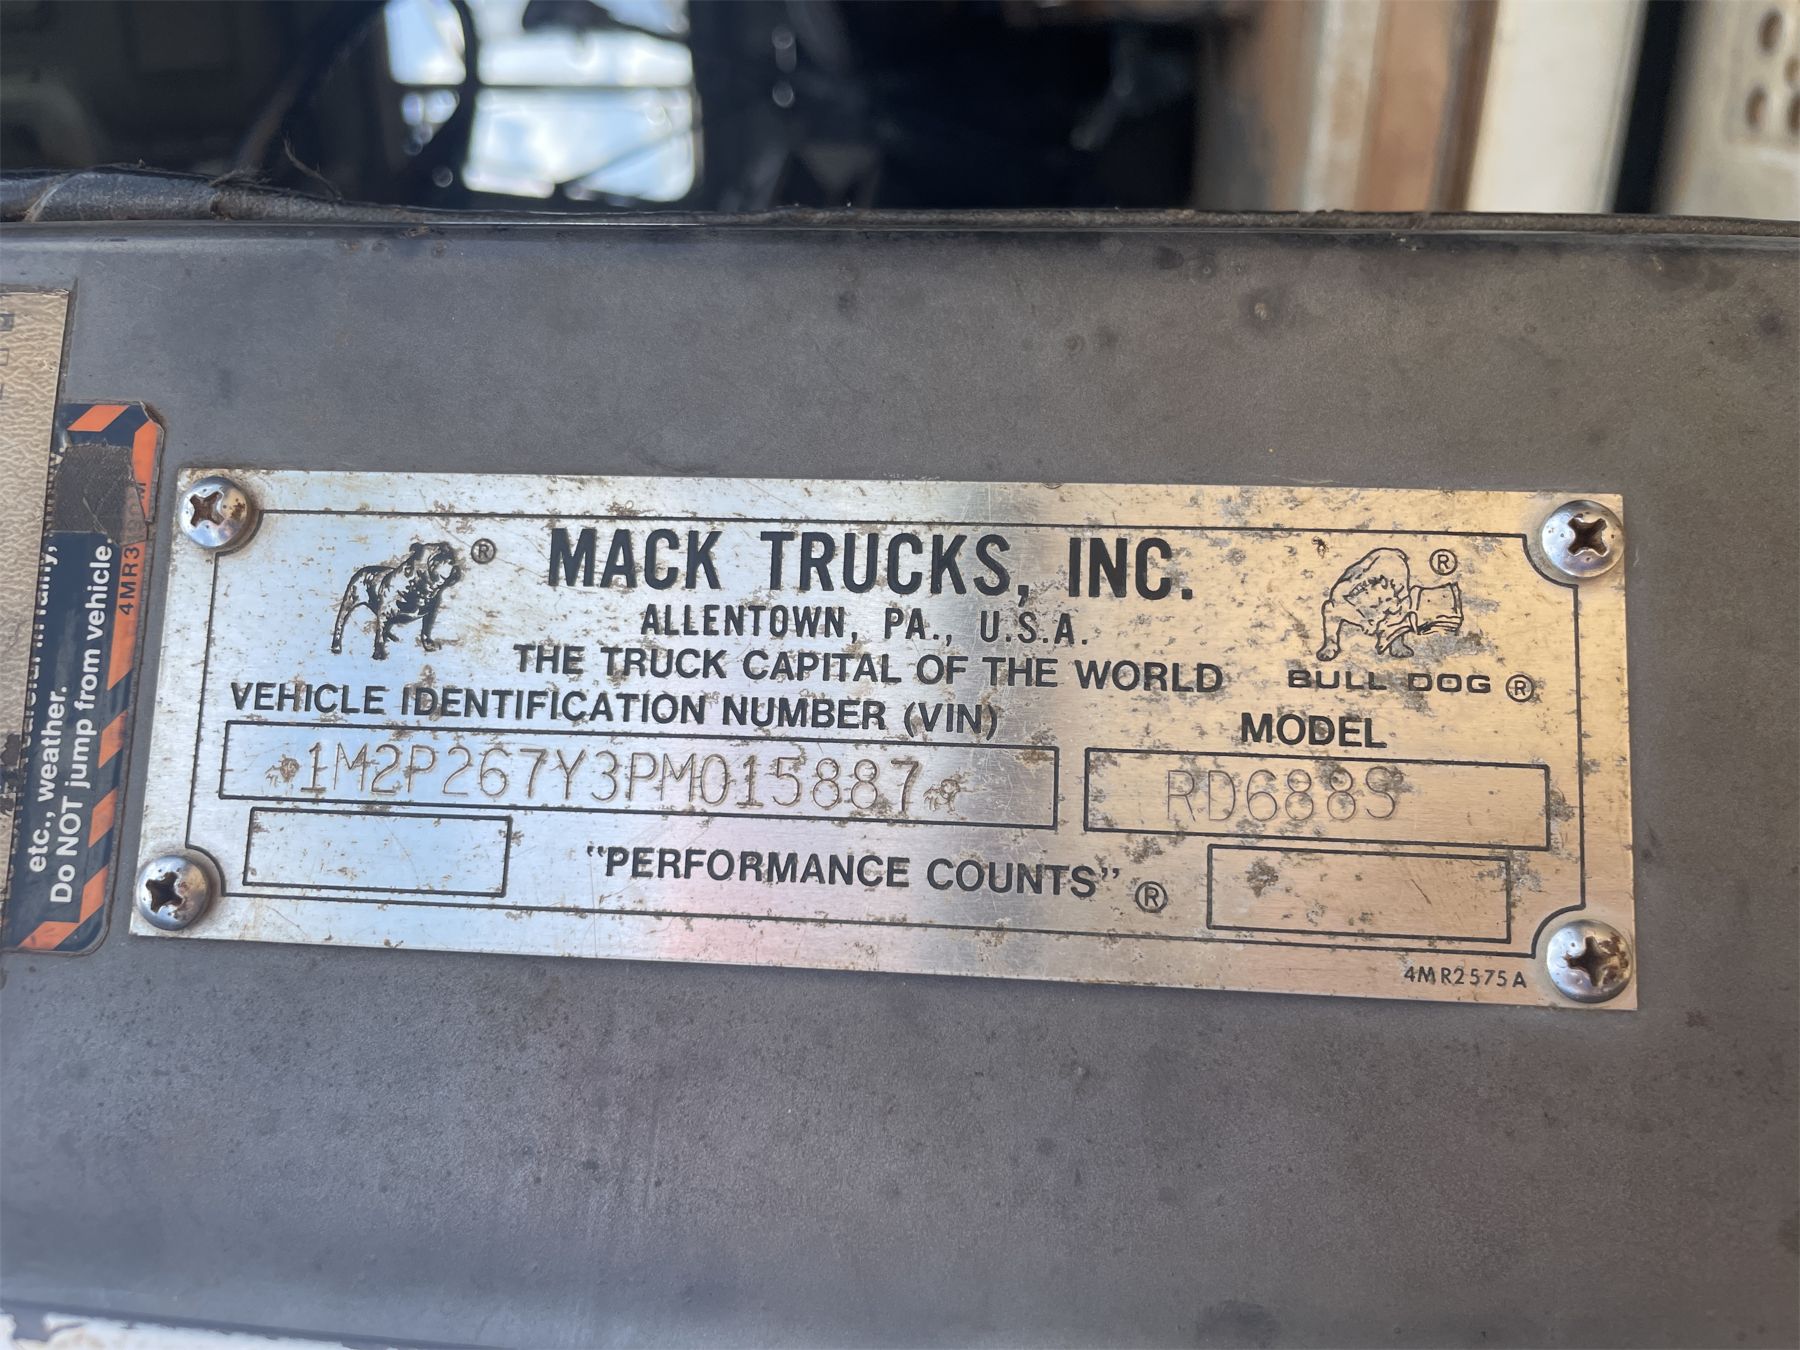 MACK TRUCKS, INC.
ALLENTOWN, PA., U.S.A.
THE TRUCK CAPITAL OF THE WORLD
® ®
BULL DOG ®
VEHICLE IDENTIFICATION NUMBER (VIN)
MODEL
1M2P267Y3PM015887
RD688S
"PERFORMANCE COUNTS" ®
4MR2575A
etc., weather.
Do NOT jump from vehicle.
4MR3